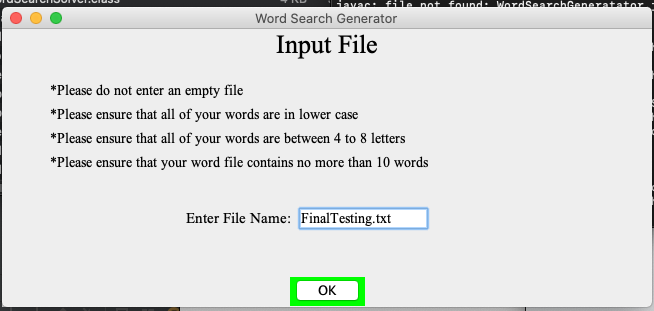 rdSearchSolver.class
4 KB
javac: file not found: WordSearchGeneratator.
Word Search Generator
Input File
*Please do not enter an empty file
*Please ensure that all of your words are in lower case
*Please ensure that all of your words are between 4 to 8 letters
*Please ensure that your word file contains no more than 10 words
Enter File Name: FinalTesting.txt
OK